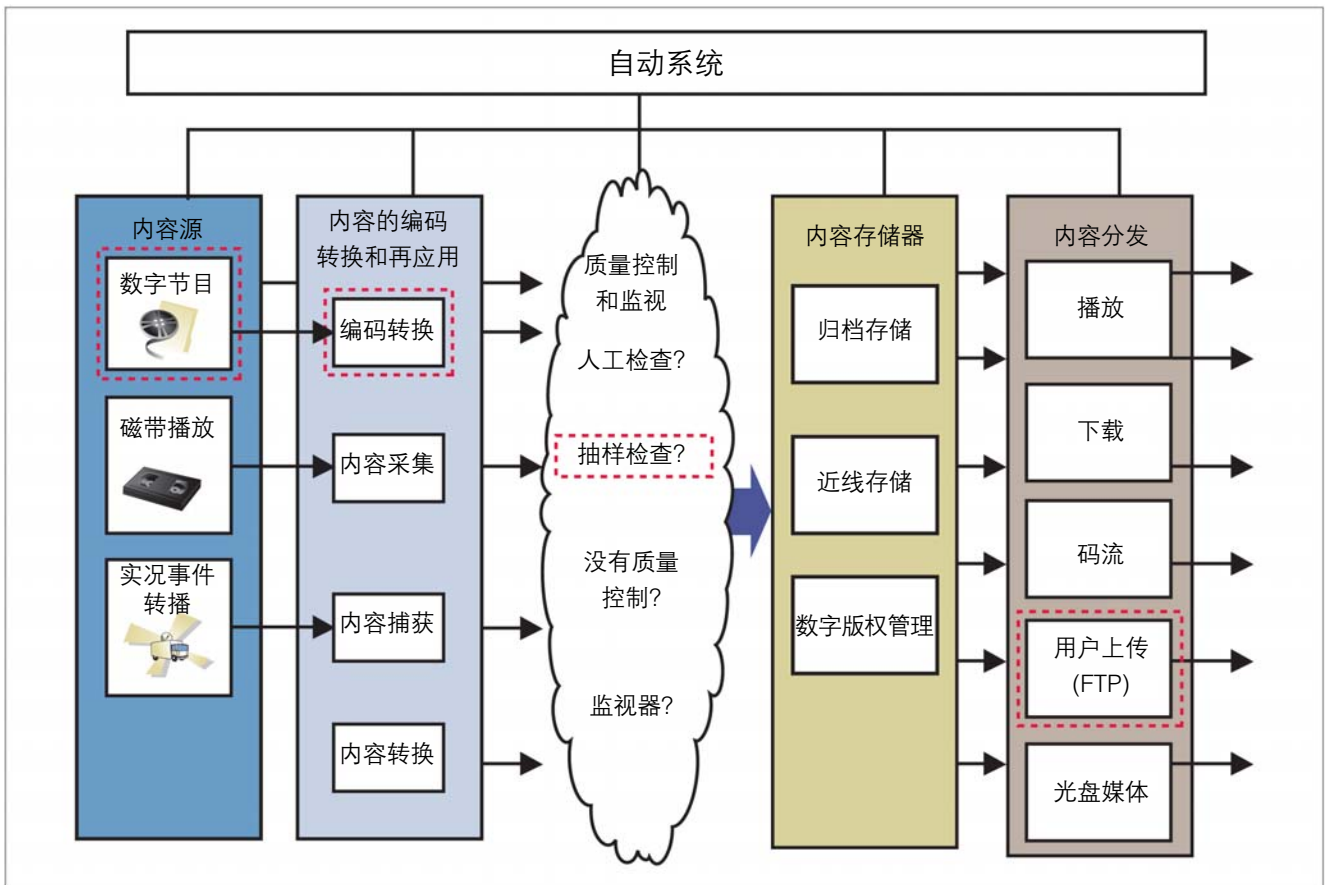 自动系统
内容源
数字节目
磁带播放
实况事件
转播
内容的编码
转换和再应用
编码转换
内容采集
内容捕获
内容转换
质量控制
和监视
人工检查?
抽样检查?
没有质量
控制?
监视器?
内容存储器
归档存储
近线存储
数字版权管理
内容分发
播放
下载
码流
用户上传
(FTP)
光盘媒体